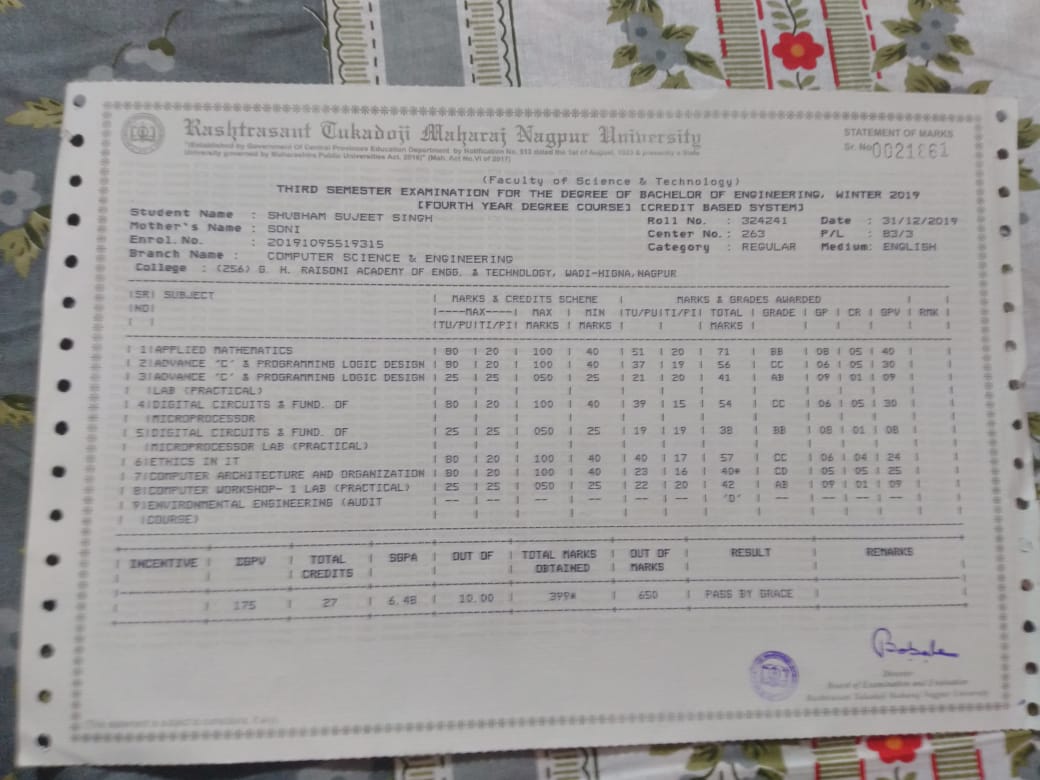 Rashtrasant Tukadoji Maharaj Nagpur University
"(Established by Government Of Central Provinces Education Department by Notification No. 513 dated the 1st of August, 1923 & presently a State
University governed by Maharashtra Public Universities Act, 2016)" (Mah. Act No.VI of 2017)
STATEMENT OF MARKS
Sr. No 0021661
(Faculty of Science & Technology)
THIRD SEMESTER EXAMINATION FOR THE DEGREE OF BACHELOR OF ENGINEERING, WINTER 2019
[FOURTH YEAR DEGREE COURSE] [CREDIT BASED SYSTEM]
Student Name : SHUBHAM SUJEET SINGH Roll No. : 324241 Date : 31/12/2019
Mother's Name : SONI Center No. : 263 P/L : 83/3
Enrol. No. : 20191095519315 Category : REGULAR Medium: ENGLISH
Branch Name : COMPUTER SCIENCE & ENGINEERING
College : (256) G. H. RAISONI ACADEMY OF ENGG. & TECHNOLOGY, WADI-HIGNA,NAGPUR
|SR| SUBJECT | MARKS & CREDITS SCHEME | MARKS & GRADES AWARDED | |
|NO| |----MAX----| MAX | MIN |TU/PU|TI/PI| TOTAL | GRADE | GP | CR | GPV | RMK |
| | |TU/PU|TI/PI| MARKS | MARKS | | | MARKS | | | | | |
| 1|APPLIED MATHEMATICS | 80 | 20 | 100 | 40 | 51 | 20 | 71 | BB | 08 | 05 | 40 | |
| 2|ADVANCE "C" & PROGRAMMING LOGIC DESIGN | 80 | 20 | 100 | 40 | 37 | 19 | 56 | CC | 06 | 05 | 30 | |
| 3|ADVANCE "C" & PROGRAMMING LOGIC DESIGN | 25 | 25 | 050 | 25 | 21 | 20 | 41 | AB | 09 | 01 | 09 | |
| |LAB (PRACTICAL)
| 4|DIGITAL CIRCUITS & FUND. OF | 80 | 20 | 100 | 40 | 39 | 15 | 54 | CC | 06 | 05 | 30 | |
| |MICROPROCESSOR
| 5|DIGITAL CIRCUITS & FUND. OF | 25 | 25 | 050 | 25 | 19 | 19 | 38 | BB | 08 | 01 | 08 | |
| |MICROPROCESSOR LAB (PRACTICAL)
| 6|ETHICS IN IT | 80 | 20 | 100 | 40 | 40 | 17 | 57 | CC | 06 | 04 | 24 | |
| 7|COMPUTER ARCHITECTURE AND ORGANIZATION | 80 | 20 | 100 | 40 | 23 | 16 | 40* | CD | 05 | 05 | 25 | |
| 8|COMPUTER WORKSHOP- 1 LAB (PRACTICAL) | 25 | 25 | 050 | 25 | 22 | 20 | 42 | AB | 09 | 01 | 09 | |
| 9|ENVIRONMENTAL ENGINEERING (AUDIT | -- | -- | --- | -- | -- | -- | 'O' | -- | -- | -- | -- | |
| |COURSE)
| INCENTIVE | ΣGPV | TOTAL | SGPA | OUT OF | TOTAL MARKS | OUT OF | RESULT | REMARKS |
| | | CREDITS | | | OBTAINED | MARKS | | |
| | 175 | 27 | 6.48 | 10.00 | 399* | 650 | PASS BY GRACE | |
Director
Board of Examination and Evaluation
Rashtrasant Tukadoji Maharaj Nagpur University
(This statement is subject to corrections, if any)